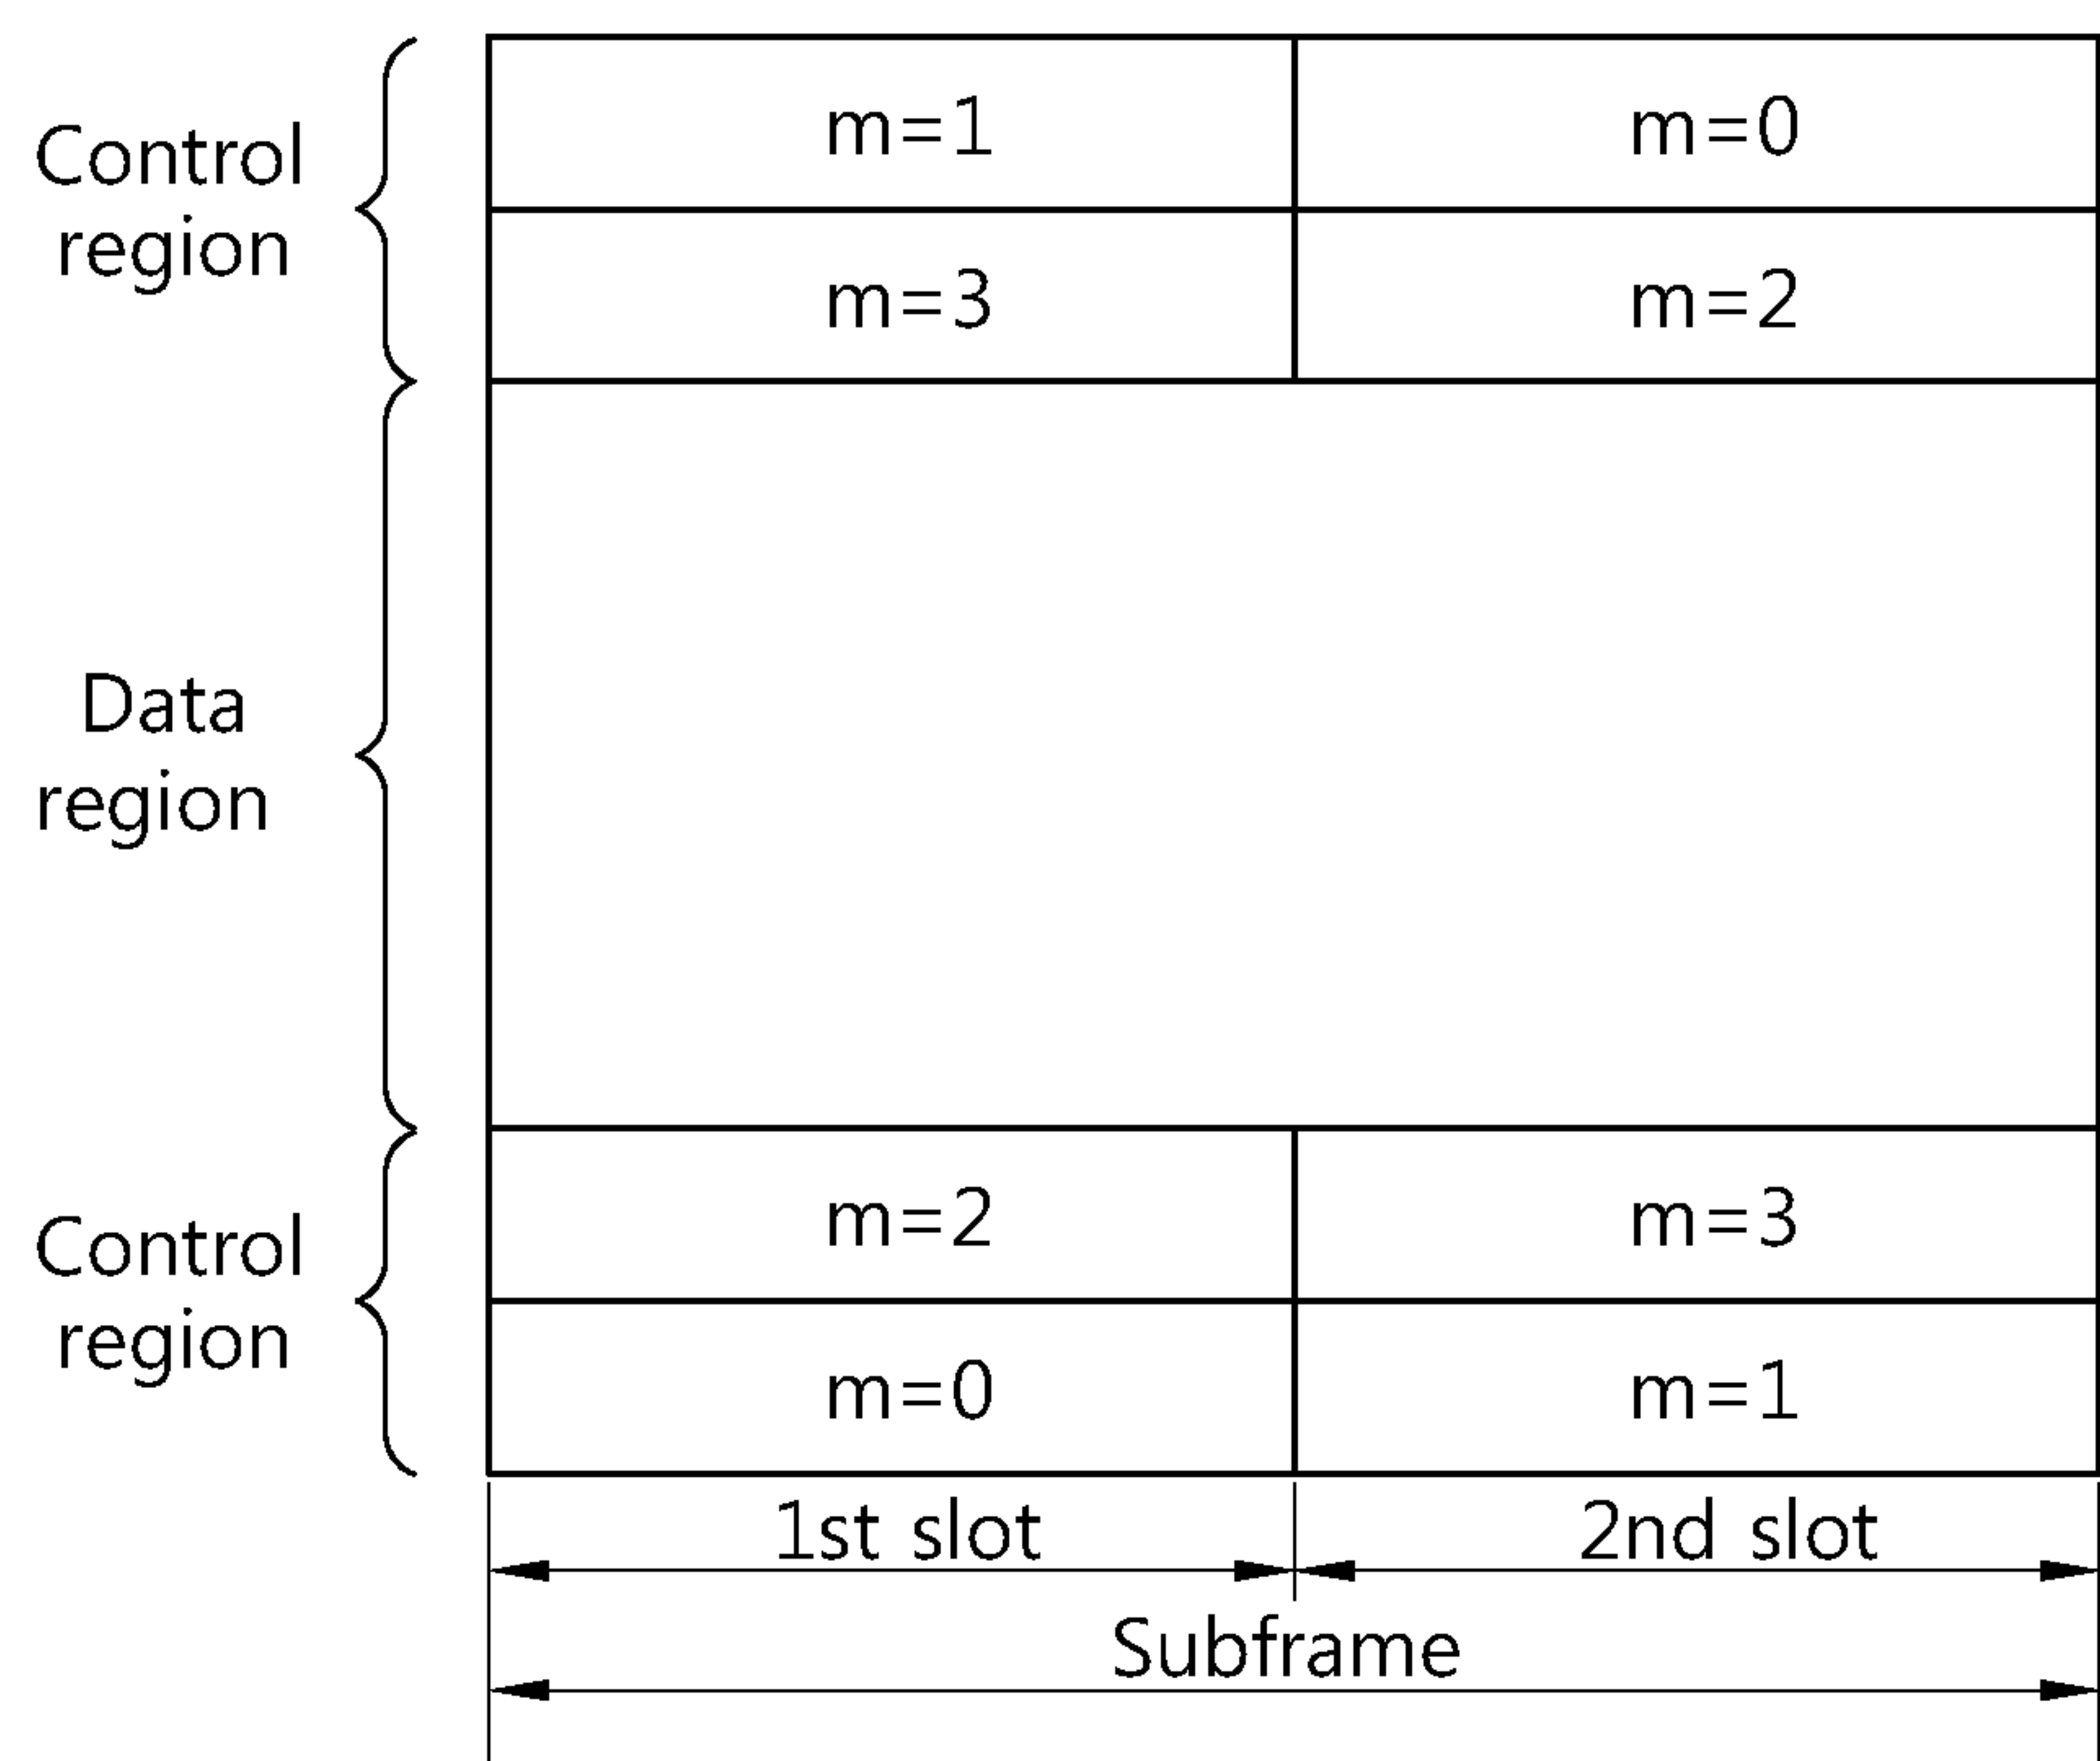 Control
region
m=1
m=0
m=3
m=2
Data
region
Control
region
m=2
m=3
m=0
m=1
1st slot
2nd slot
Subframe